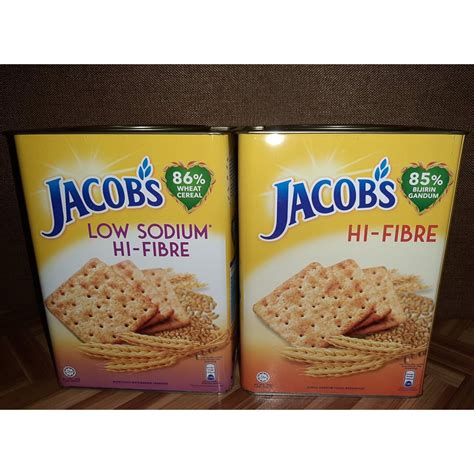 JACOB'S
86%
WHEAT
CEREAL
LOW SODIUM*
HI-FIBRE
JACOB'S
85%
BIJIRIN
GANDUM
HI-FIBRE